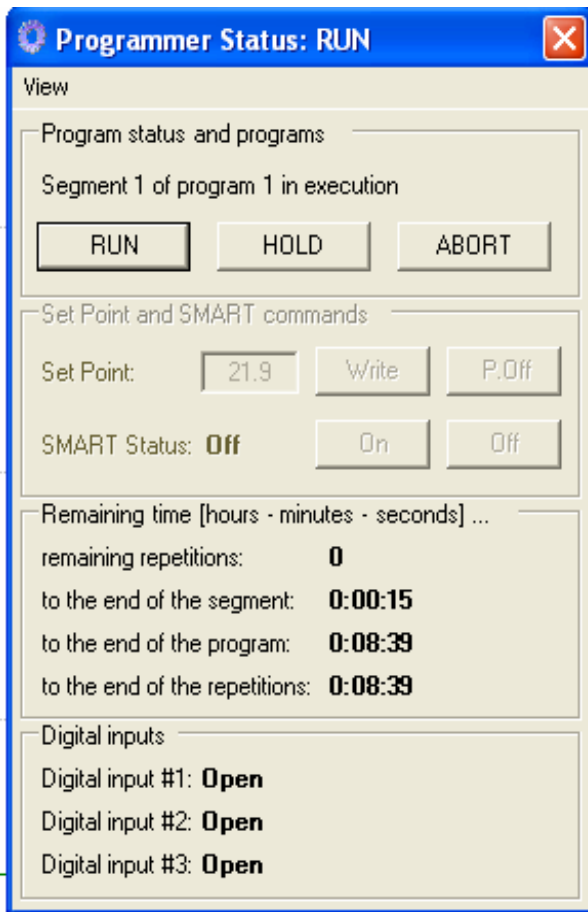 Programmer Status: RUN
View
Program status and programs
Segment 1 of program 1 in execution
RUN HOLD ABORT
Set Point and SMART commands
Set Point: 21.9 Write P.Off
SMART Status: Off On Off
Remaining time [hours - minutes - seconds] ...
remaining repetitions: 0
to the end of the segment: 0:00:15
to the end of the program: 0:08:39
to the end of the repetitions: 0:08:39
Digital inputs
Digital input #1: Open
Digital input #2: Open
Digital input #3: Open